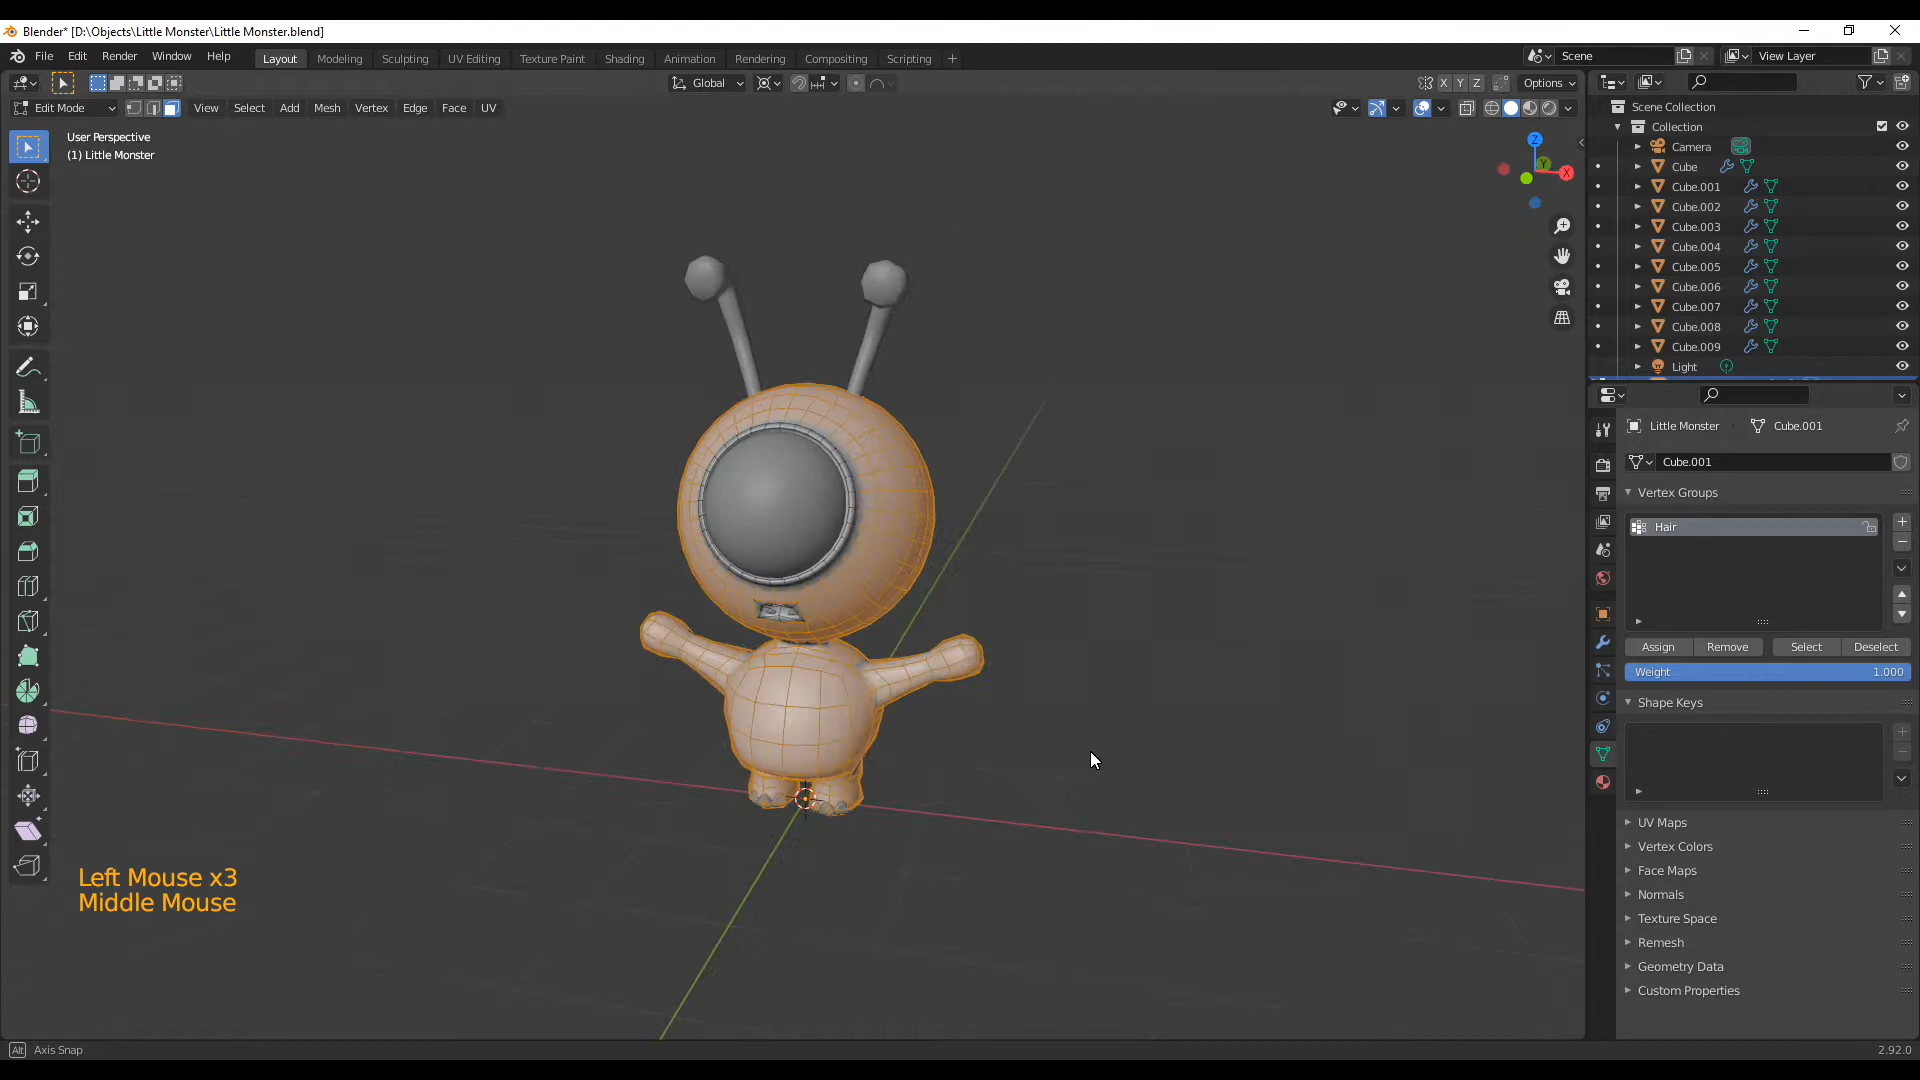 Blender* [D:\Objects\Little Monster\Little Monster.blend]
File Edit Render Window Help Layout Modeling Sculpting UV Editing Texture Paint Shading Animation Rendering Compositing Scripting + Scene View Layer
Global X Y Z Options
Edit Mode View Select Add Mesh Vertex Edge Face UV
User Perspective
(1) Little Monster
Z
Y
X
Scene Collection
Collection
Camera
Cube
Cube.001
Cube.002
Cube.003
Cube.004
Cube.005
Cube.006
Cube.007
Cube.008
Cube.009
Light
Little Monster Cube.001
Cube.001
Vertex Groups
Hair
Assign Remove Select Deselect
Weight 1.000
Shape Keys
UV Maps
Vertex Colors
Face Maps
Normals
Texture Space
Remesh
Geometry Data
Custom Properties
Left Mouse x3
Middle Mouse
Alt Axis Snap
2.92.0